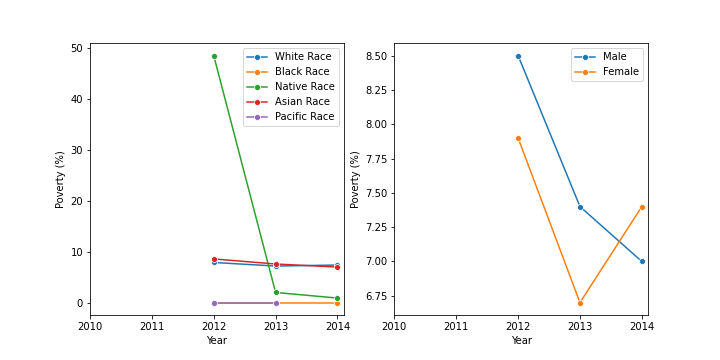 50
40
30
20
10
0
Poverty (%)
2010 2011 2012 2013 2014
Year
White Race
Black Race
Native Race
Asian Race
Pacific Race
8.50
8.25
8.00
7.75
7.50
7.25
7.00
6.75
Poverty (%)
2010 2011 2012 2013 2014
Year
Male
Female